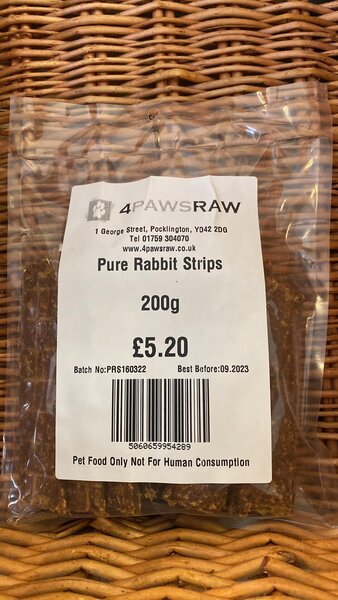 4PAWSRAW
1 George Street, Pocklington, YO42 2DG
Tel 01759 304070
www.4pawsraw.co.uk
Pure Rabbit Strips
200g
£5.20
Batch No:PRS160322 Best Before:09.2023
5060659954289
Pet Food Only Not For Human Consumption